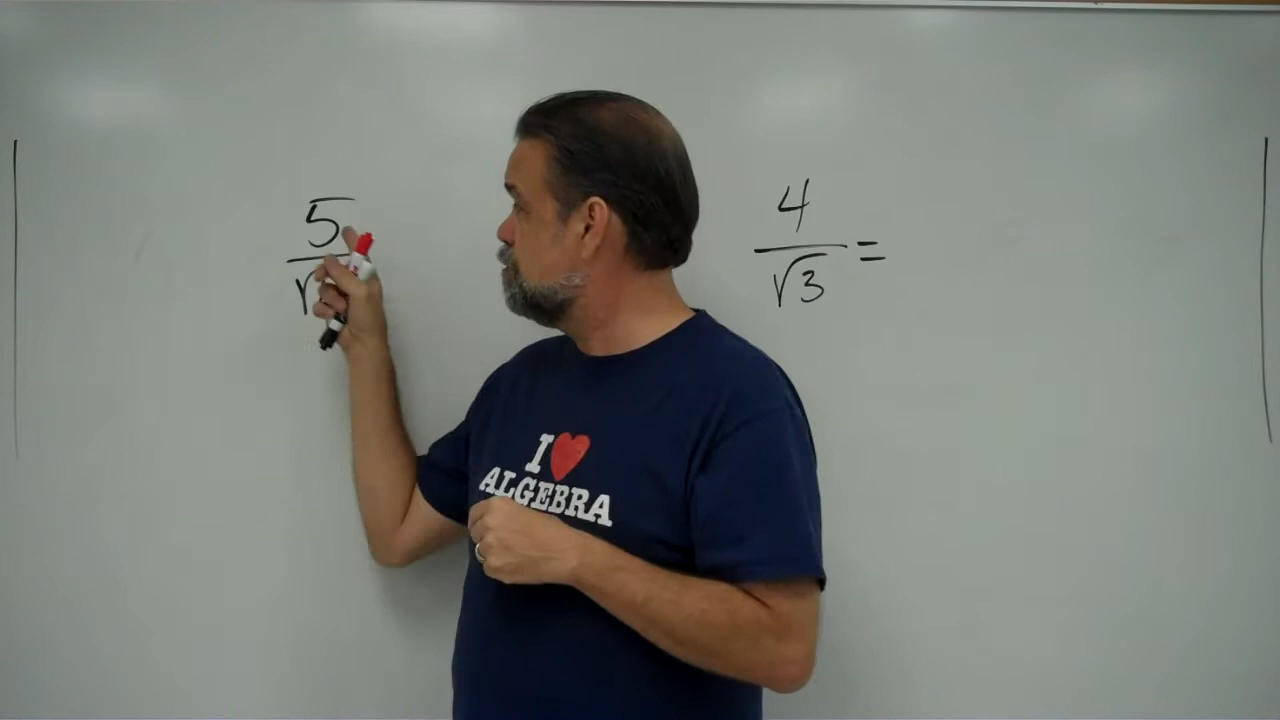 5
√
4
√3 =
I ❤
ALGEBRA